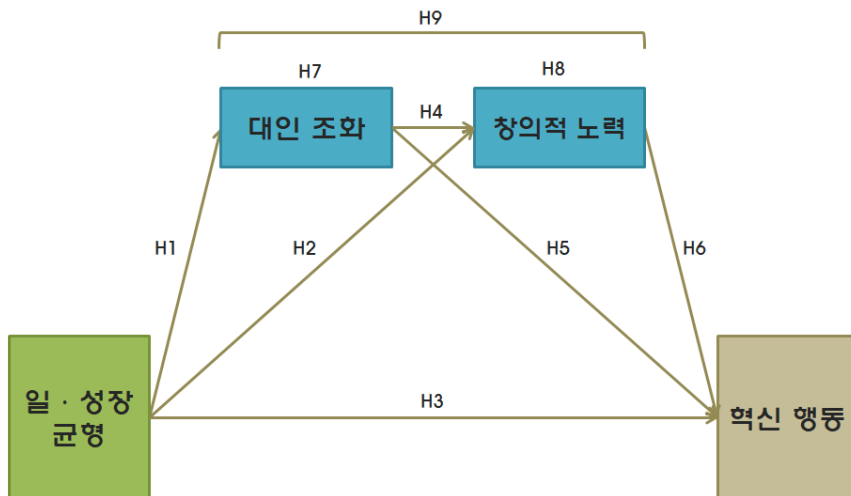 H9
H7
H8
대인 조화
H4
창의적 노력
H1
H2
H5
H6
일 · 성장
균형
H3
혁신 행동